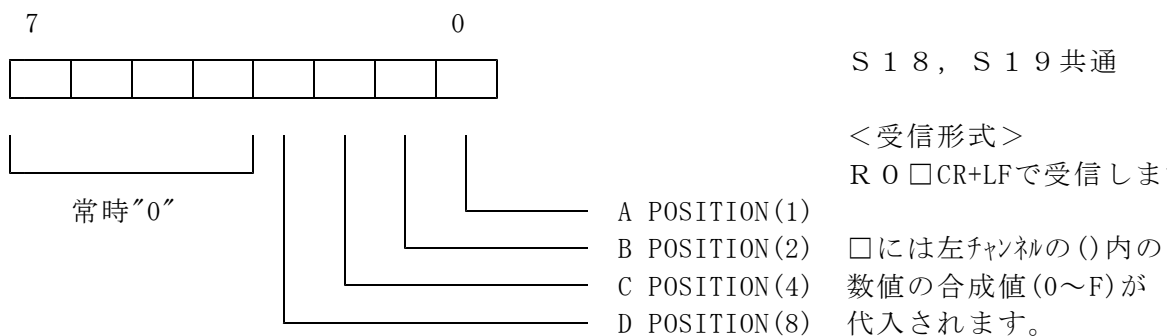 7 0
S18, S19共通
<受信形式>
R0□CR+LFで受信しま
常時"0"
A POSITION(1)
B POSITION(2) □には左ﾁｬﾝﾈﾙの()内の
C POSITION(4) 数値の合成値(0～F)が
D POSITION(8) 代入されます。